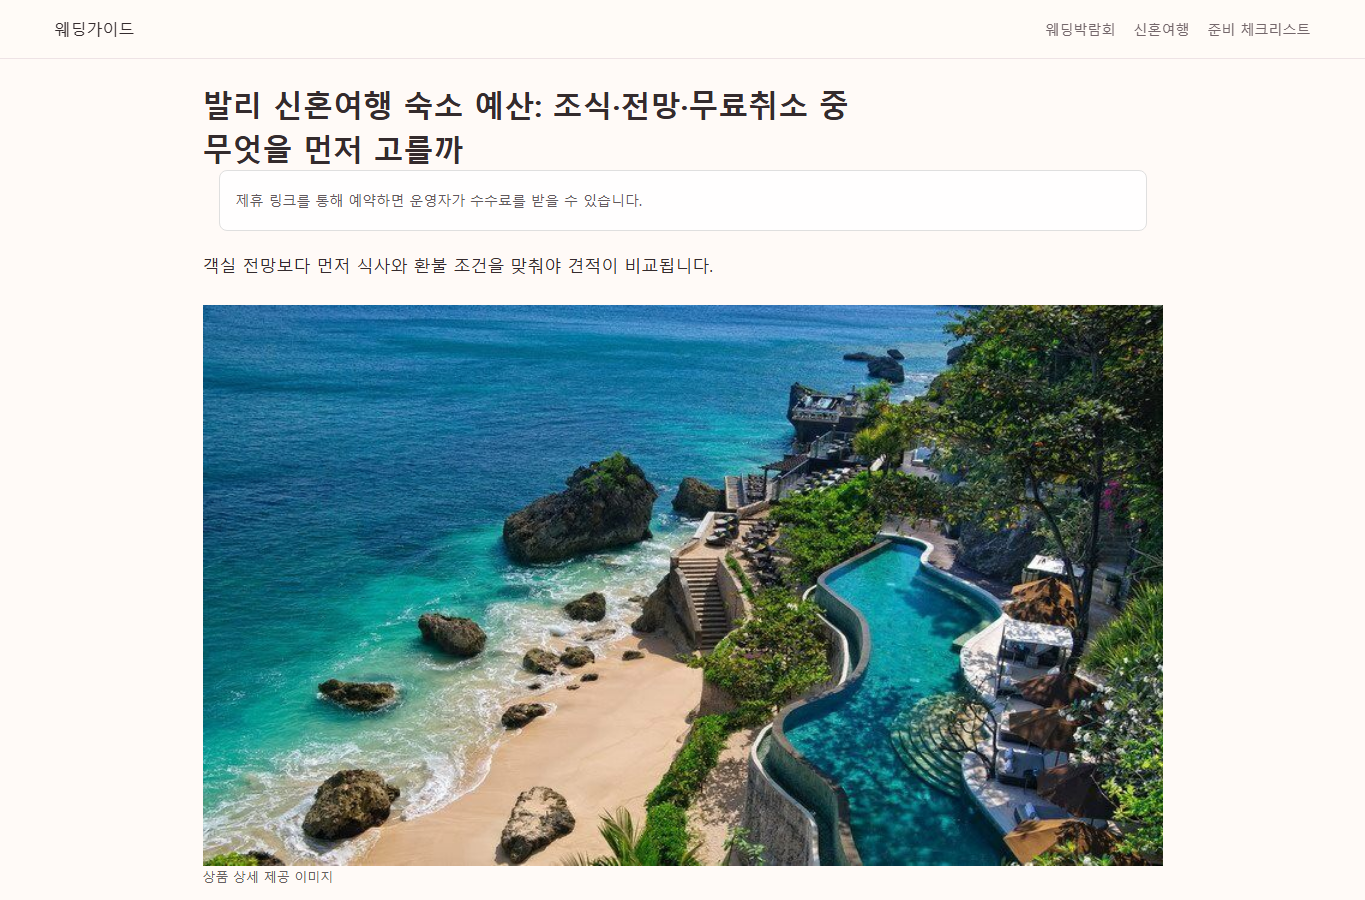 웨딩가이드
웨딩박람회 신혼여행 준비 체크리스트
발리 신혼여행 숙소 예산: 조식·전망·무료취소 중
무엇을 먼저 고를까
제휴 링크를 통해 예약하면 운영자가 수수료를 받을 수 있습니다.
객실 전망보다 먼저 식사와 환불 조건을 맞춰야 견적이 비교됩니다.
상품 상세 제공 이미지